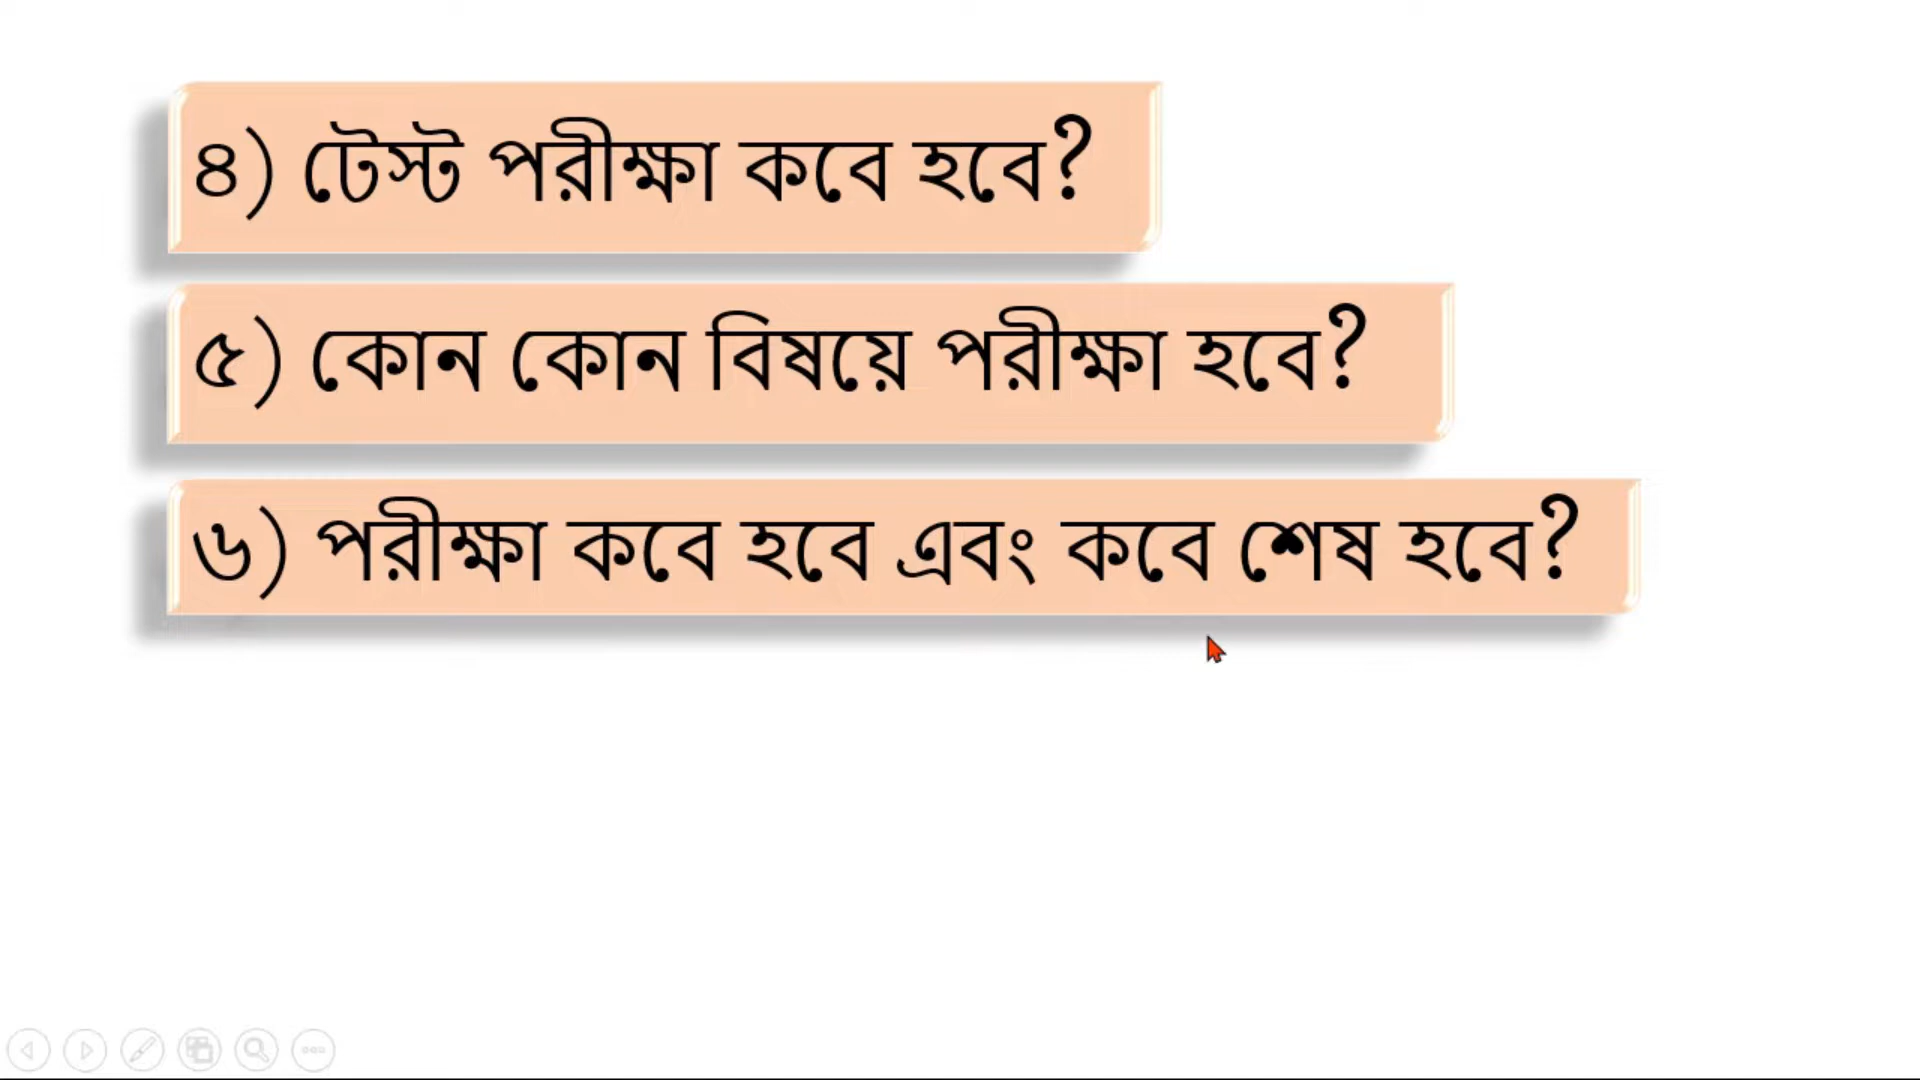 ৪) টেস্ট পরীক্ষা কবে হবে?
৫) কোন কোন বিষয়ে পরীক্ষা হবে?
৬) পরীক্ষা কবে হবে এবং কবে শেষ হবে?